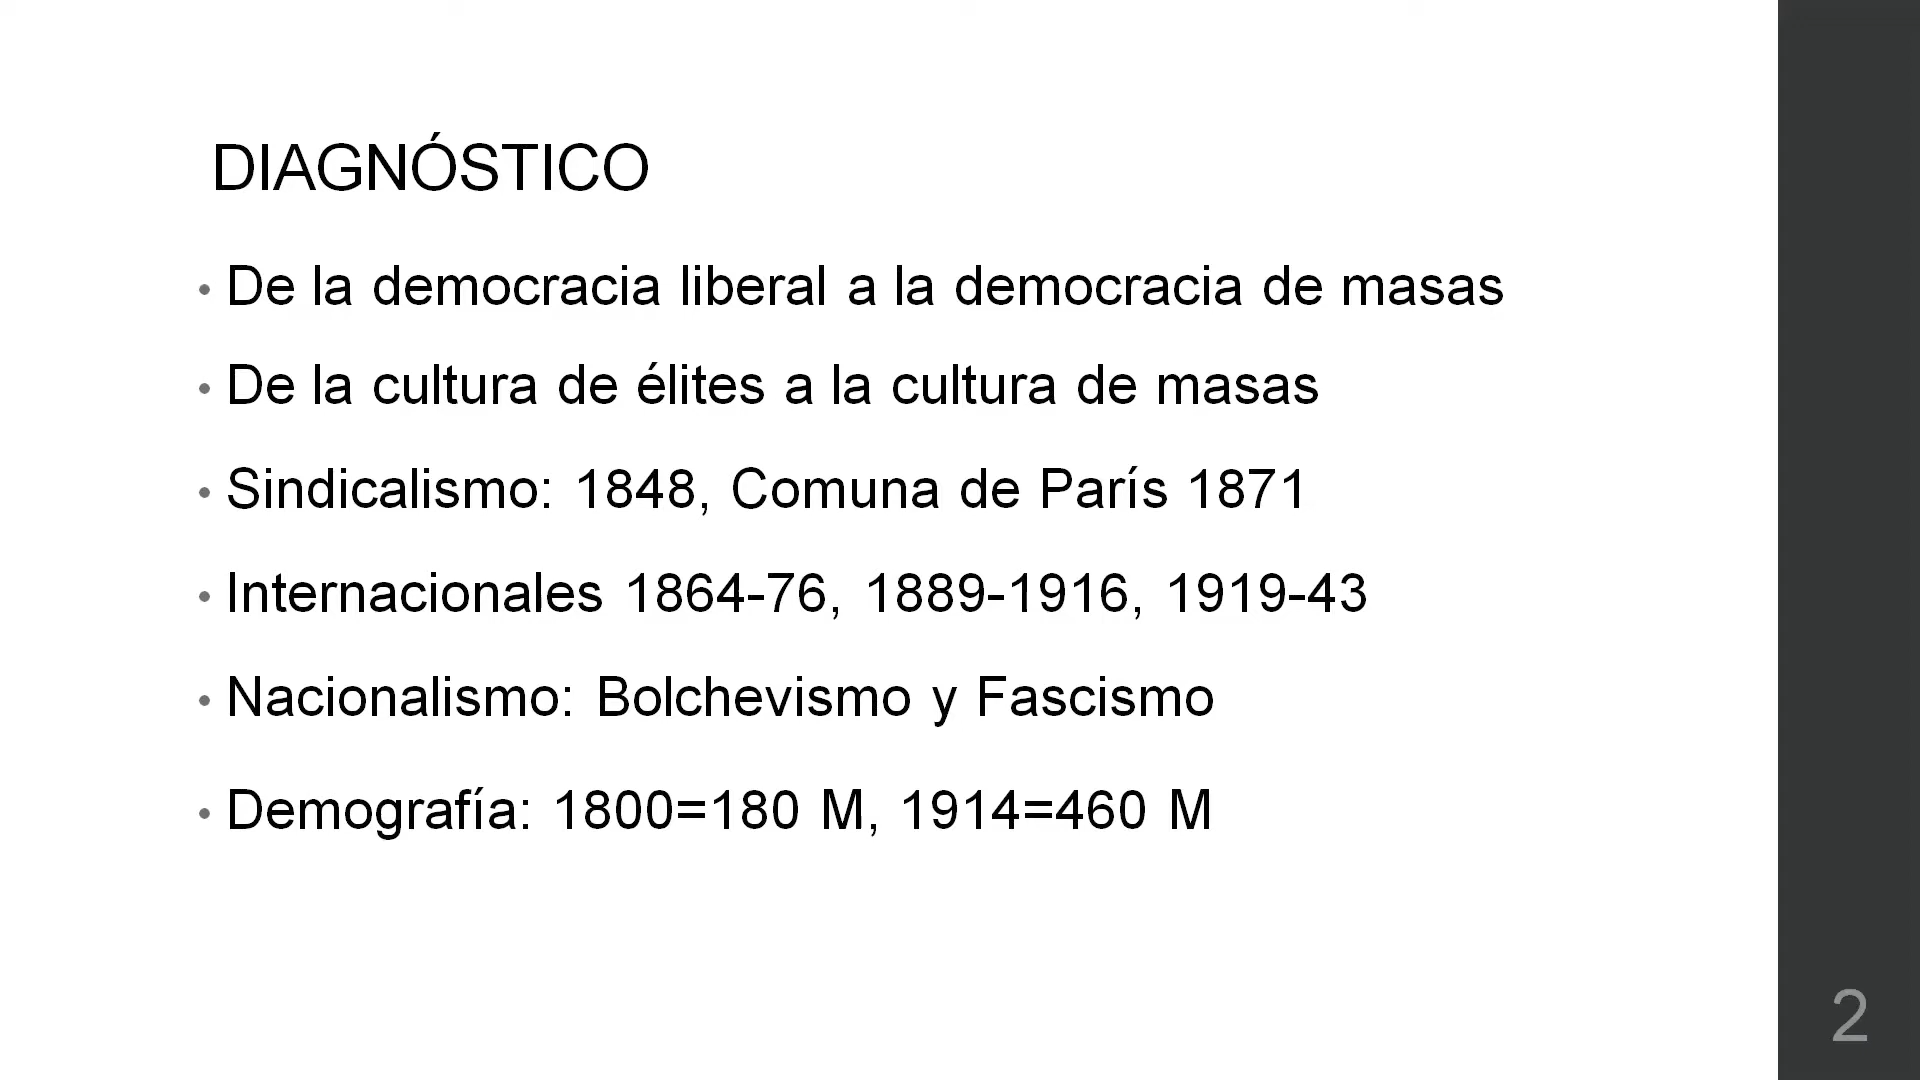 DIAGNÓSTICO
• De la democracia liberal a la democracia de masas
• De la cultura de élites a la cultura de masas
• Sindicalismo: 1848, Comuna de París 1871
• Internacionales 1864-76, 1889-1916, 1919-43
• Nacionalismo: Bolchevismo y Fascismo
• Demografía: 1800=180 M, 1914=460 M
2